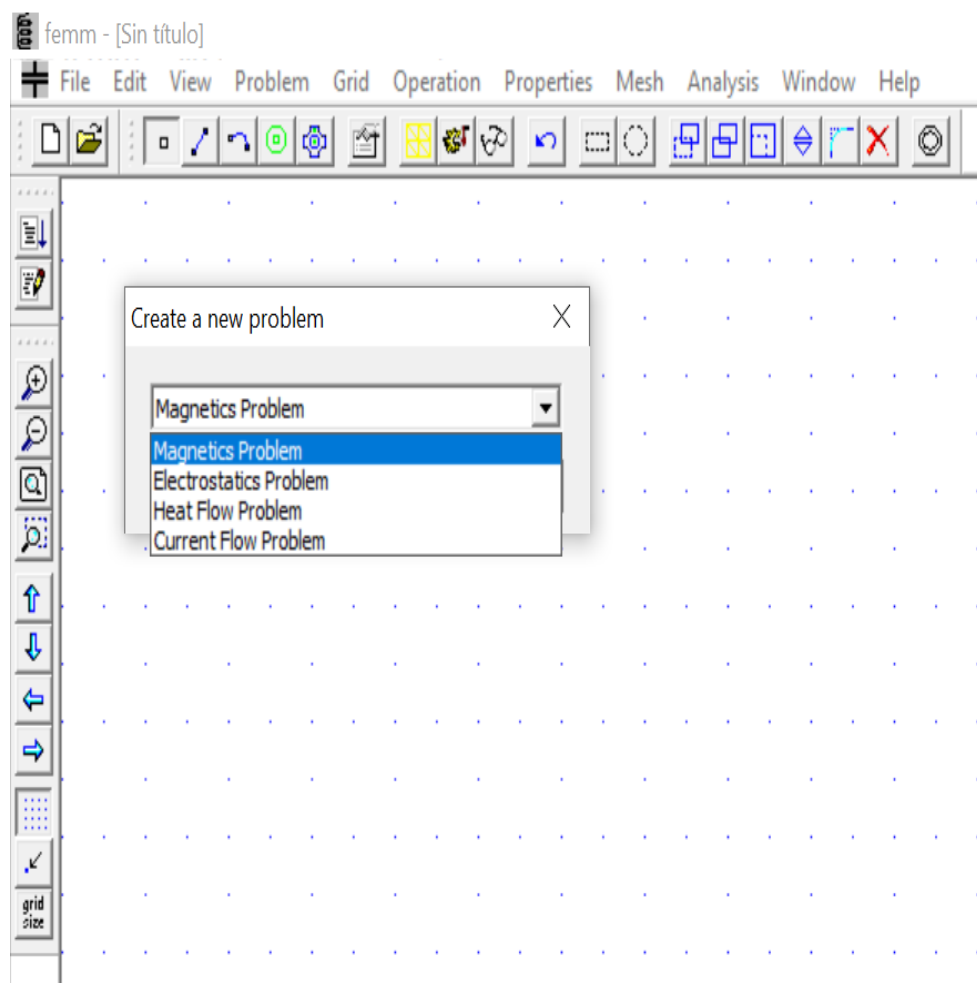 femm - [Sin título]
File Edit View Problem Grid Operation Properties Mesh Analysis Window Help
Create a new problem
Magnetics Problem
Magnetics Problem
Electrostatics Problem
Heat Flow Problem
Current Flow Problem
grid
size